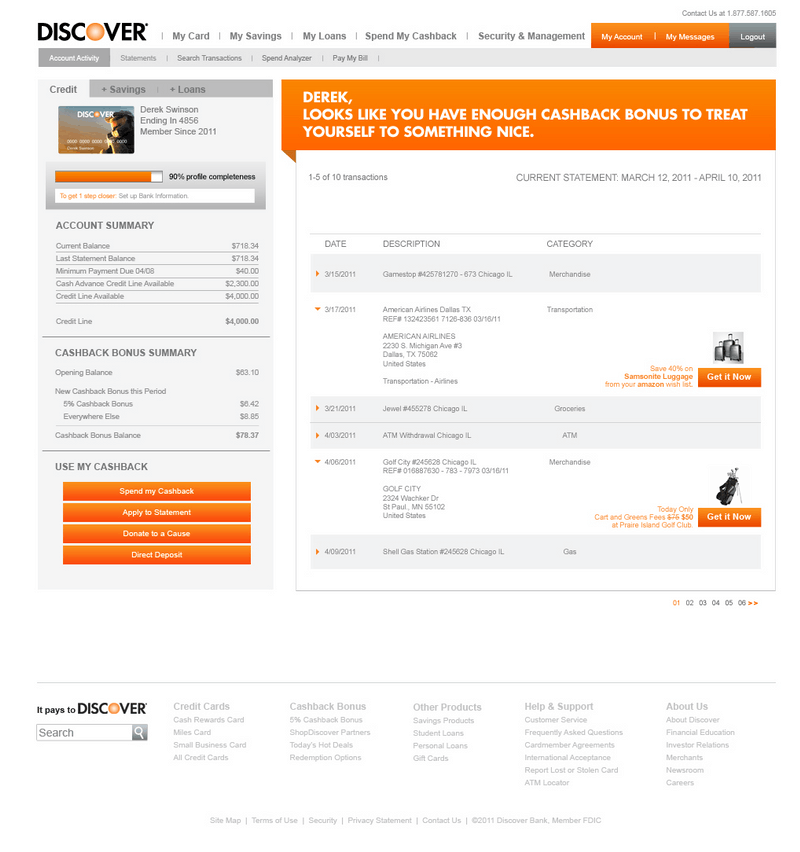 Contact Us at 1.877.587.1605
DISCOVER | My Card | My Savings | My Loans | Spend My Cashback | Security & Management My Account | My Messages Logout
Account Activity Statements | Search Transactions | Spend Analyzer | Pay My Bill |
Credit + Savings | + Loans
DISCOVER
Derek Swinson
Ending In 4856
Member Since 2011
90% profile completeness
To get 1 step closer: Set up Bank Information.
ACCOUNT SUMMARY
Current Balance $718.34
Last Statement Balance $718.34
Minimum Payment Due 04/08 $40.00
Cash Advance Credit Line Available $2,300.00
Credit Line Available $4,000.00
Credit Line $4,000.00
CASHBACK BONUS SUMMARY
Opening Balance $63.10
New Cashback Bonus this Period
5% Cashback Bonus $6.42
Everywhere Else $8.85
Cashback Bonus Balance $78.37
USE MY CASHBACK
Spend my Cashback
Apply to Statement
Donate to a Cause
Direct Deposit
DEREK,
LOOKS LIKE YOU HAVE ENOUGH CASHBACK BONUS TO TREAT
YOURSELF TO SOMETHING NICE.
1-5 of 10 transactions CURRENT STATEMENT: MARCH 12, 2011 - APRIL 10, 2011
DATE DESCRIPTION CATEGORY
3/15/2011 Gamestop #425781270 - 673 Chicago IL Merchandise
3/17/2011 American Airlines Dallas TX Transportation
REF# 132423561 7126-836 03/16/11
AMERICAN AIRLINES
2230 S. Michigan Ave #3
Dallas, TX 75062
United States
Transportation - Airlines
Save 40% on
Samsonite Luggage
from your amazon wish list.
Get it Now
3/21/2011 Jewel #455278 Chicago IL Groceries
4/03/2011 ATM Withdrawal Chicago IL ATM
4/06/2011 Golf City #245628 Chicago IL Merchandise
REF# 016887630 - 783 - 7973 03/16/11
GOLF CITY
2324 Wachker Dr
St Paul., MN 55102
United States
Today Only
Cart and Greens Fees $76 $50
at Praire Island Golf Club.
Get it Now
4/09/2011 Shell Gas Station #245628 Chicago IL Gas
01 02 03 04 05 06 >>
It pays to DISCOVER
Search
Credit Cards
Cash Rewards Card
Miles Card
Small Business Card
All Credit Cards
Cashback Bonus
5% Cashback Bonus
ShopDiscover Partners
Today's Hot Deals
Redemption Options
Other Products
Savings Products
Student Loans
Personal Loans
Gift Cards
Help & Support
Customer Service
Frequently Asked Questions
Cardmember Agreements
International Acceptance
Report Lost or Stolen Card
ATM Locator
About Us
About Discover
Financial Education
Investor Relations
Merchants
Newsroom
Careers
Site Map | Terms of Use | Security | Privacy Statement | Contact Us | ©2011 Discover Bank, Member FDIC